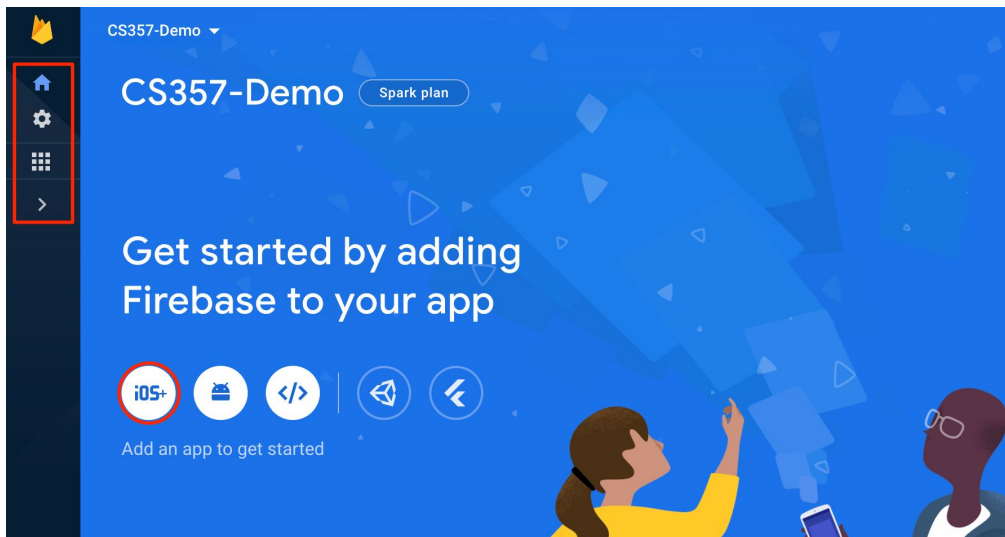 CS357-Demo
CS357-Demo Spark plan
Get started by adding
Firebase to your app
iOS+ </>
Add an app to get started